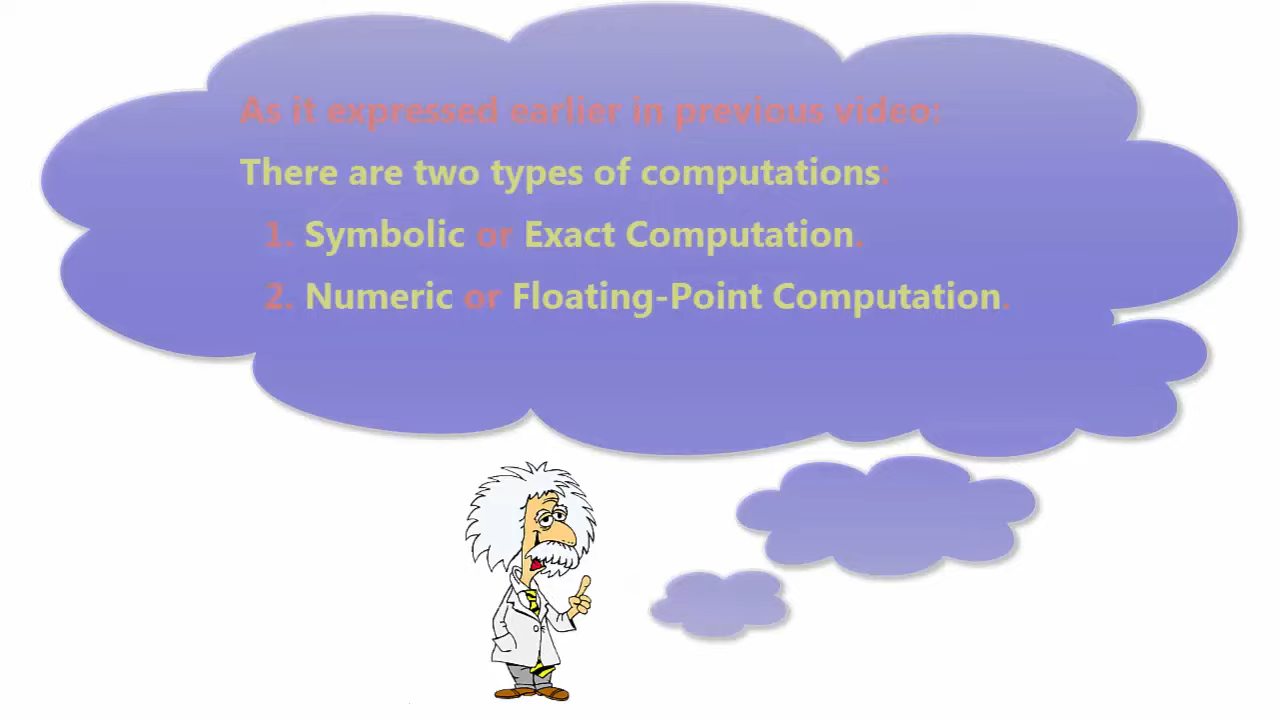 As it expressed earlier in previous video:
There are two types of computations:
1. Symbolic or Exact Computation.
2. Numeric or Floating-Point Computation.